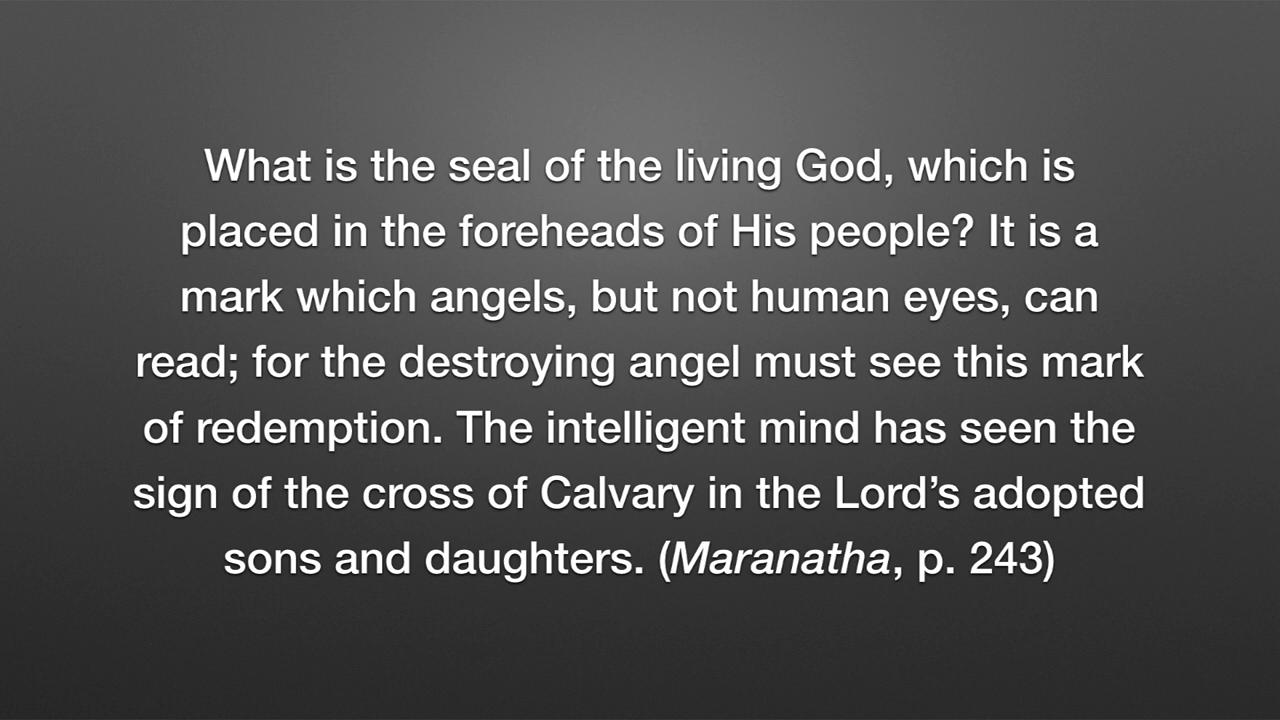 What is the seal of the living God, which is
placed in the foreheads of His people? It is a
mark which angels, but not human eyes, can
read; for the destroying angel must see this mark
of redemption. The intelligent mind has seen the
sign of the cross of Calvary in the Lord’s adopted
sons and daughters. (Maranatha, p. 243)